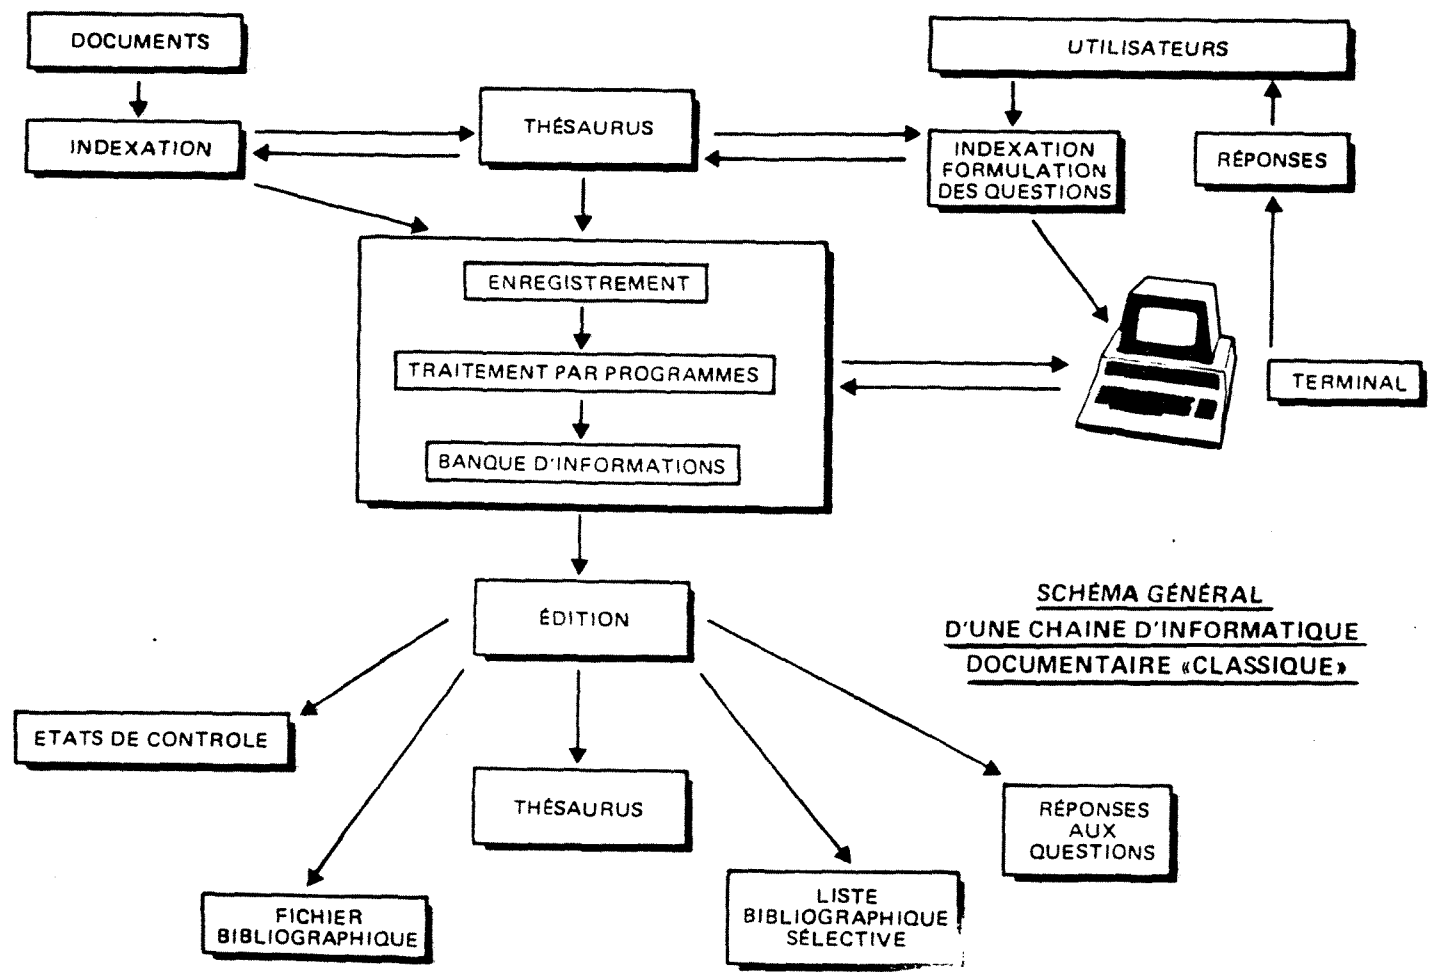 DOCUMENTS
UTILISATEURS
INDEXATION
THÉSAURUS
INDEXATION
FORMULATION
DES QUESTIONS
RÉPONSES
ENREGISTREMENT
TRAITEMENT PAR PROGRAMMES
BANQUE D'INFORMATIONS
TERMINAL
ÉDITION
SCHÉMA GÉNÉRAL
D'UNE CHAINE D'INFORMATIQUE
DOCUMENTAIRE «CLASSIQUE»
ETATS DE CONTROLE
THÉSAURUS
RÉPONSES
AUX
QUESTIONS
FICHIER
BIBLIOGRAPHIQUE
LISTE
BIBLIOGRAPHIQUE
SÉLECTIVE